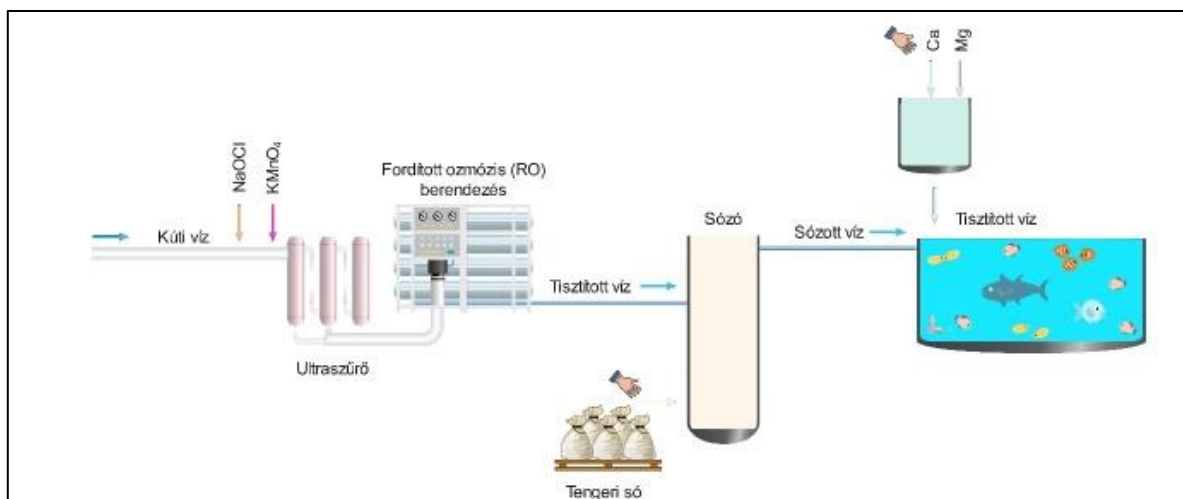 Kúti víz
NaOCl
KMnO₄
Ultraszűrő
Fordított ozmózis (RO)
berendezés
Tisztított víz
Tengeri só
Sózó
Sózott víz
Ca
Mg
Tisztított víz